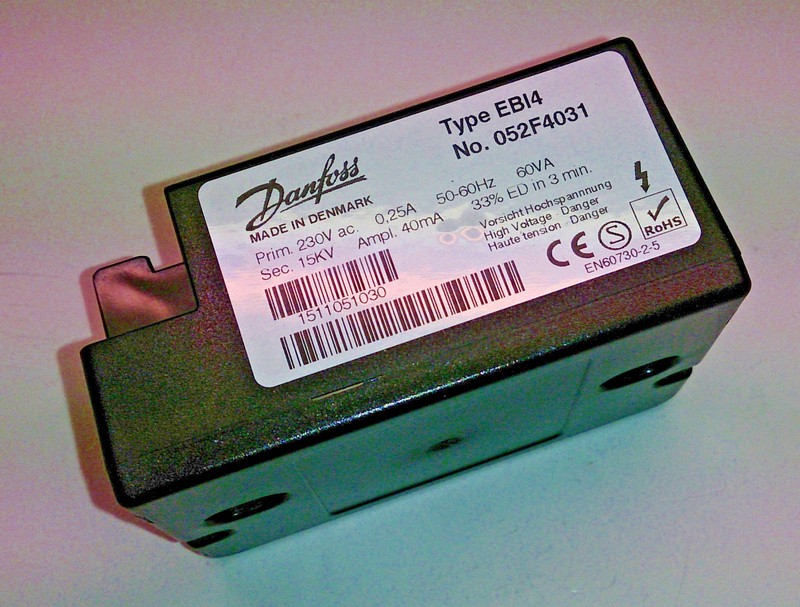 Type EBI4
No. 052F4031
Danfoss
MADE IN DENMARK
Prim. 230V ac. 0,25A 50-60Hz 60VA
Sec. 15KV Ampl. 40mA 33% ED in 3 min.
Vorsicht Hochspannnung
High Voltage Danger
Haute tension Danger
1511051030
CE S RoHS
EN60730-2-5